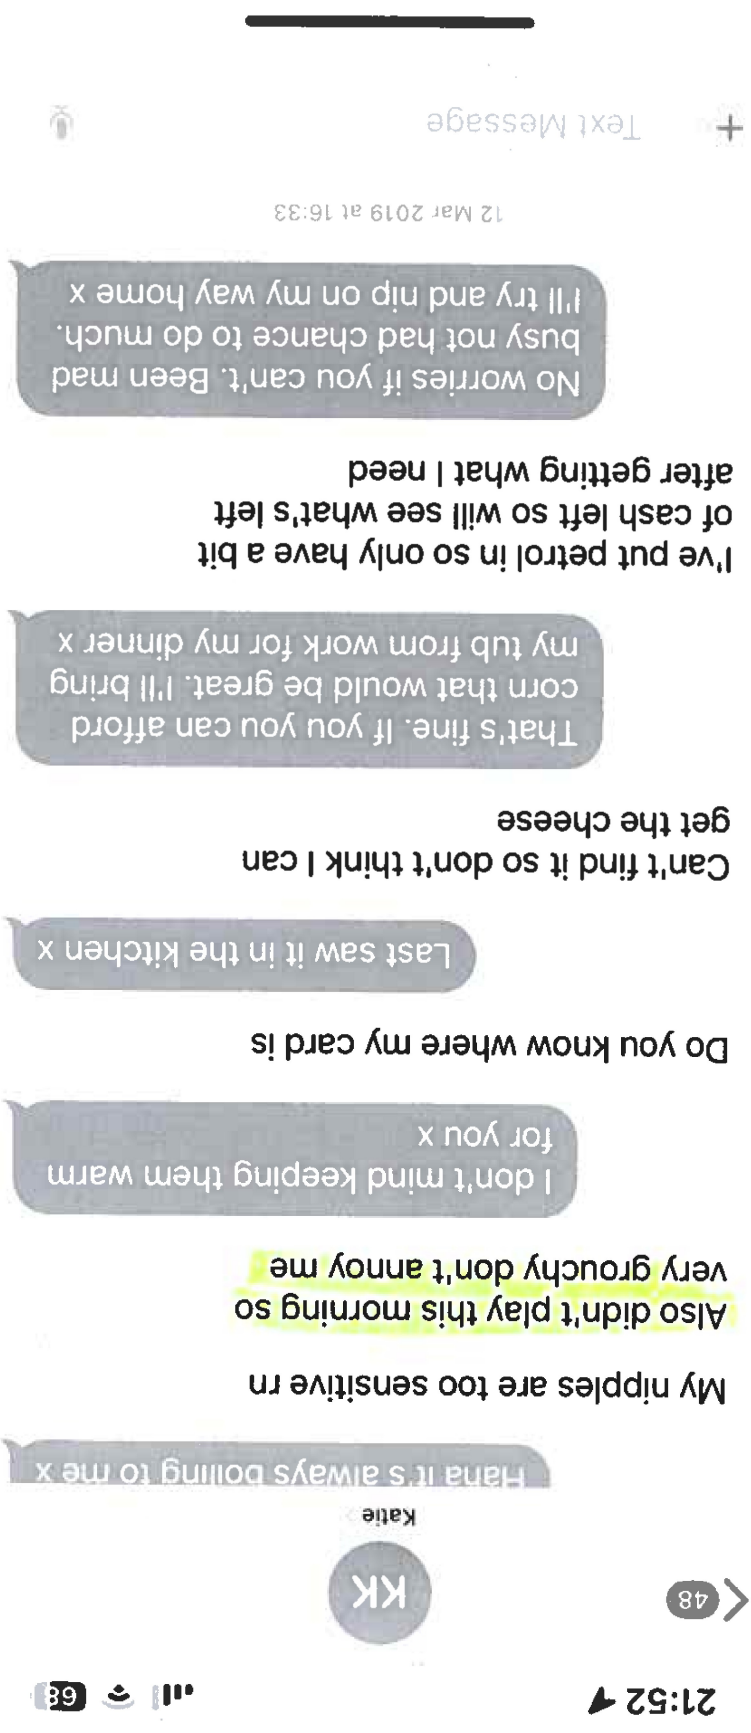 21:52
68
48
KK
Katie
Haha it's always boiling to me x
My nipples are too sensitive rn
Also didn't play this morning so
very grouchy don't annoy me
I don't mind keeping them warm
for you x
Do you know where my card is
Last saw it in the kitchen x
Can't find it so don't think I can
get the cheese
That's fine. If you you can afford
corn that would be great. I'll bring
my tub from work for my dinner x
I've put petrol in so only have a bit
of cash left so will see what's left
after getting what I need
No worries if you can't. Been mad
busy not had chance to do much.
I'll try and nip on my way home x
12 Mar 2019 at 16:33
+ Text Message